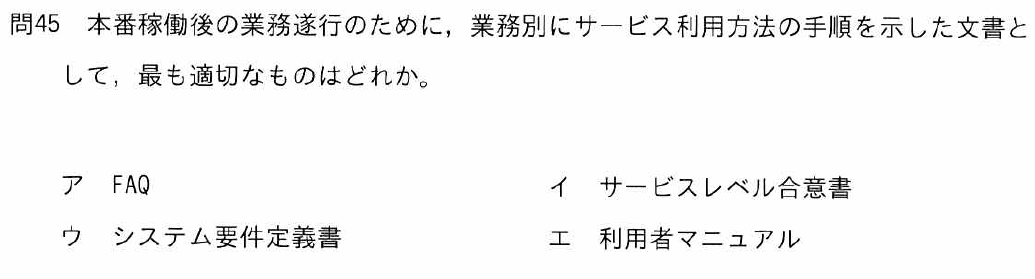 問45 本番稼働後の業務遂行のために，業務別にサービス利用方法の手順を示した文書と
して，最も適切なものはどれか。
ア FAQ イ サービスレベル合意書
ウ システム要件定義書 エ 利用者マニュアル